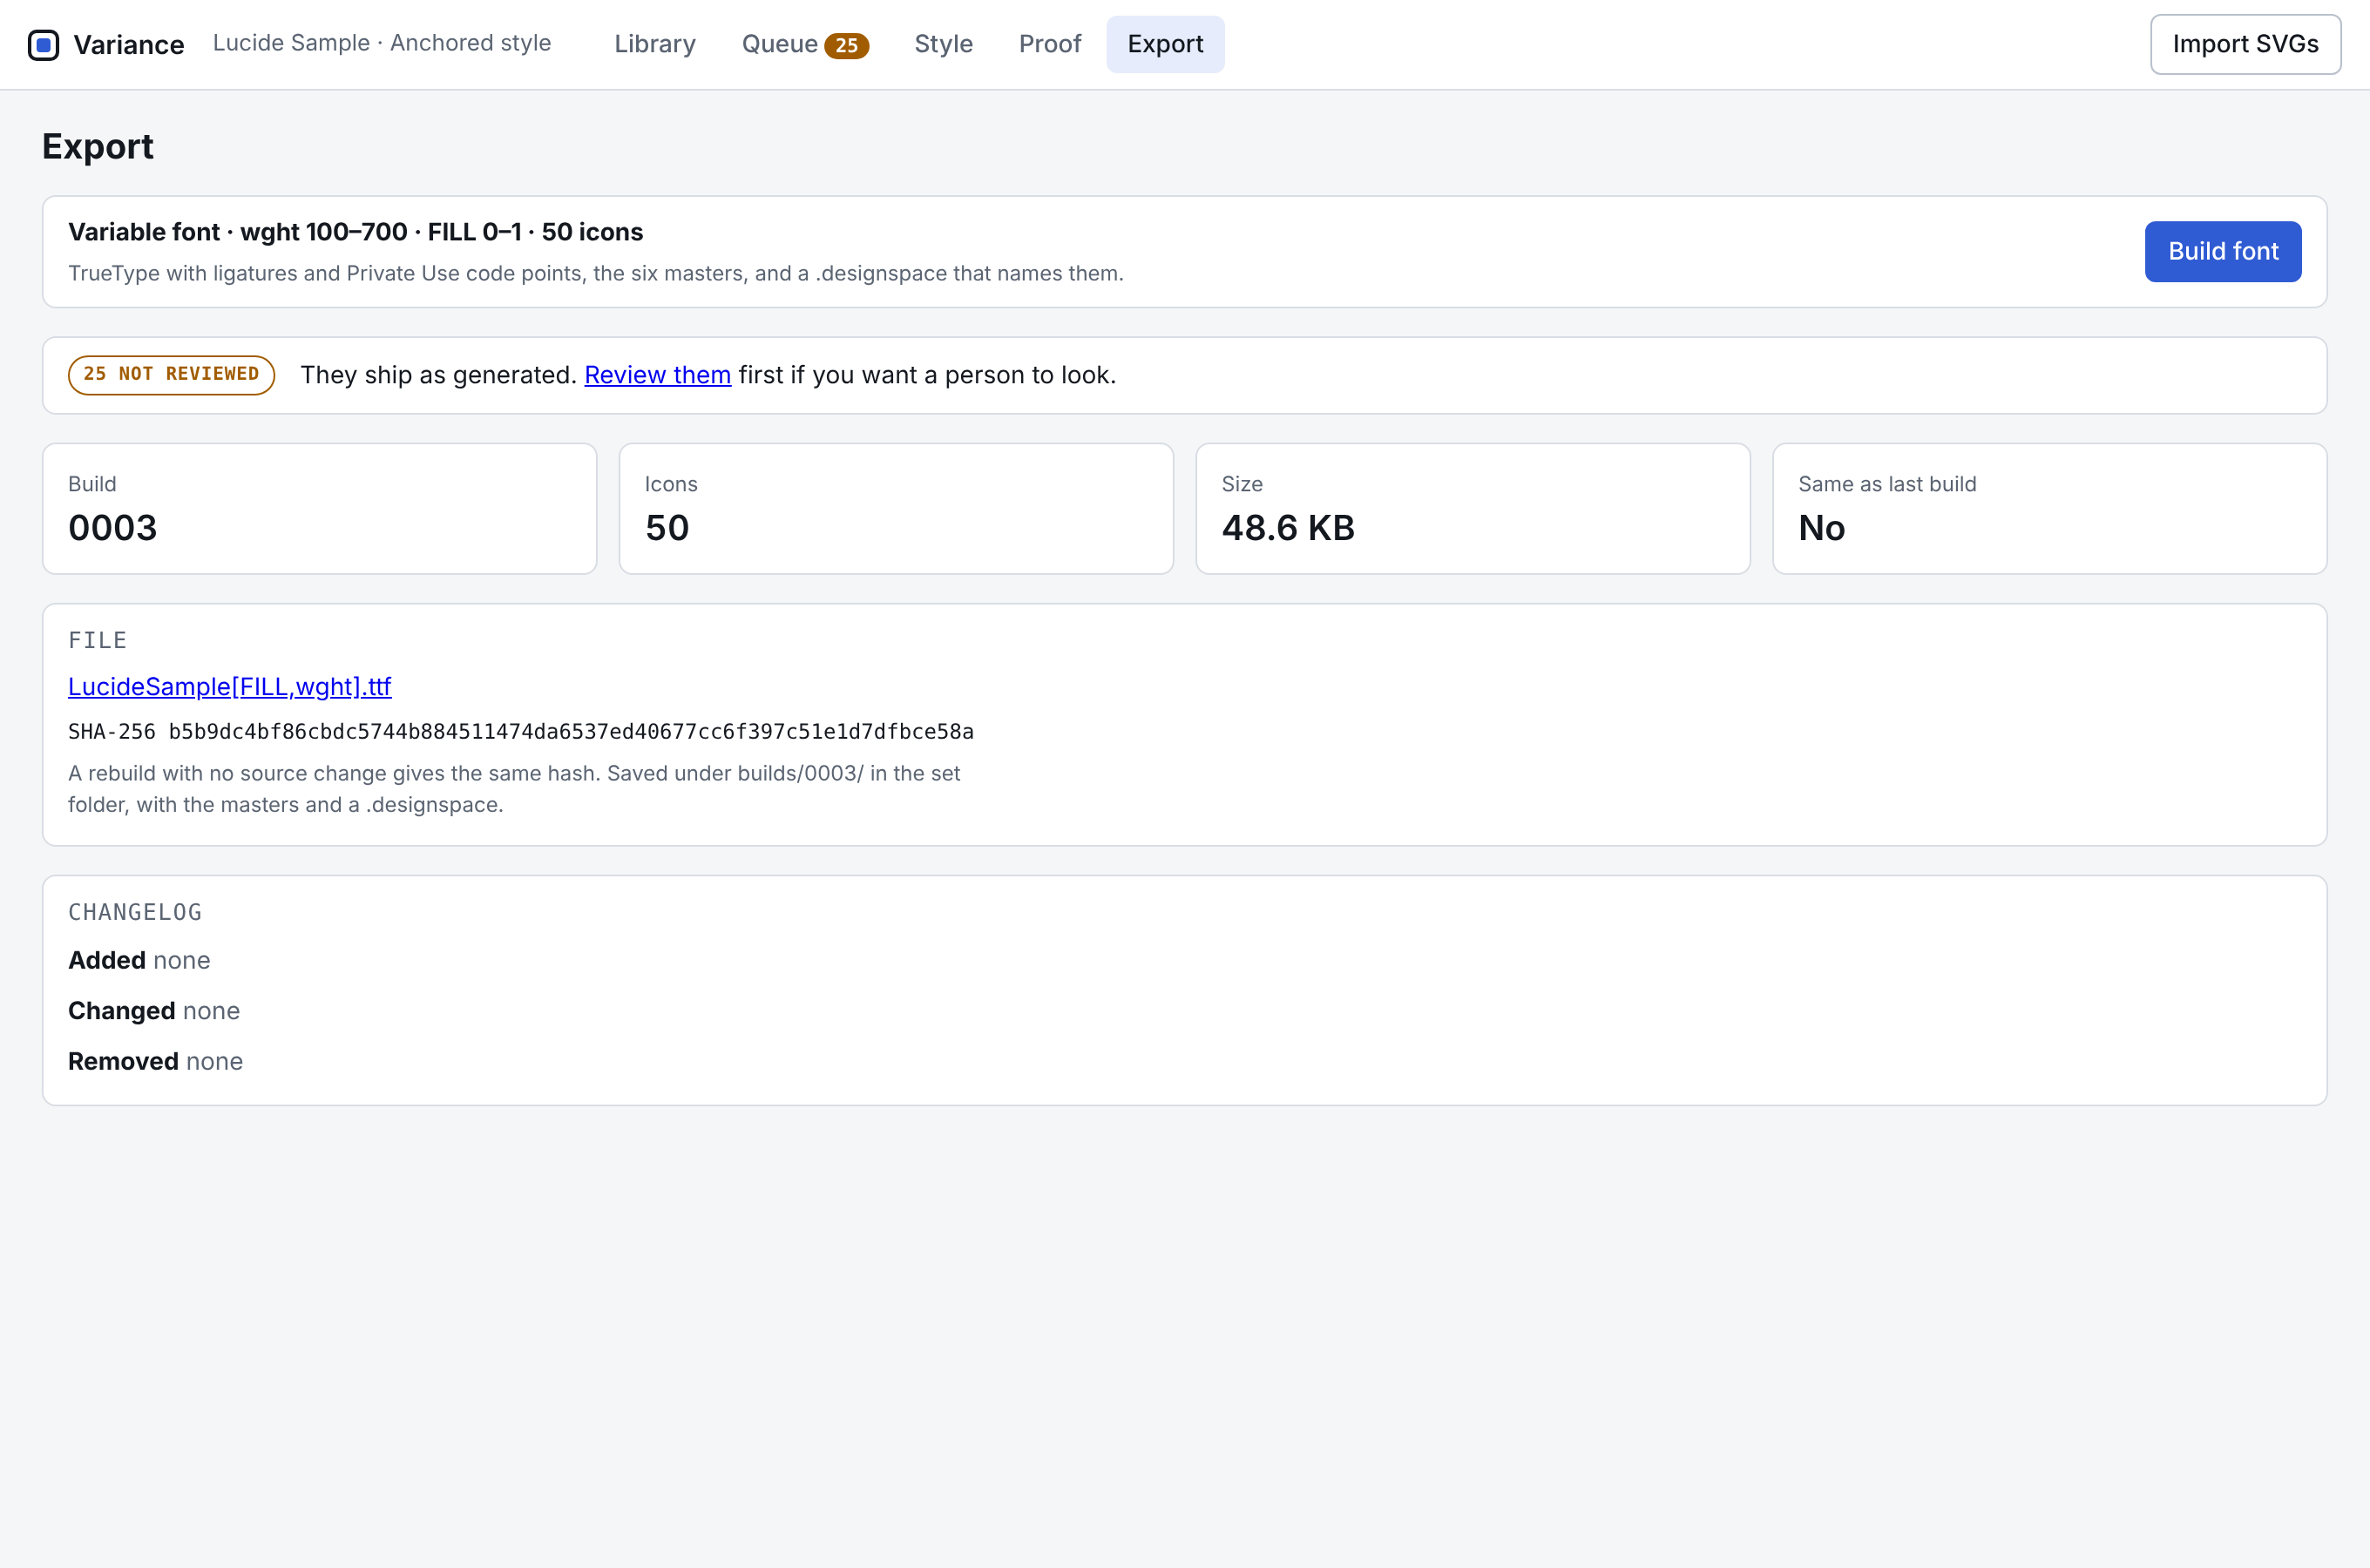 Variance
Lucide Sample · Anchored style
Library
Queue 25
Style
Proof
Export
Import SVGs
Export
Variable font · wght 100–700 · FILL 0–1 · 50 icons
TrueType with ligatures and Private Use code points, the six masters, and a .designspace that names them.
Build font
25 NOT REVIEWED
They ship as generated. Review them first if you want a person to look.
Build
0003
Icons
50
Size
48.6 KB
Same as last build
No
FILE
LucideSample[FILL,wght].ttf
SHA-256 b5b9dc4bf86cbdc5744b884511474da6537ed40677cc6f397c51e1d7dfbce58a
A rebuild with no source change gives the same hash. Saved under builds/0003/ in the set
folder, with the masters and a .designspace.
CHANGELOG
Added none
Changed none
Removed none